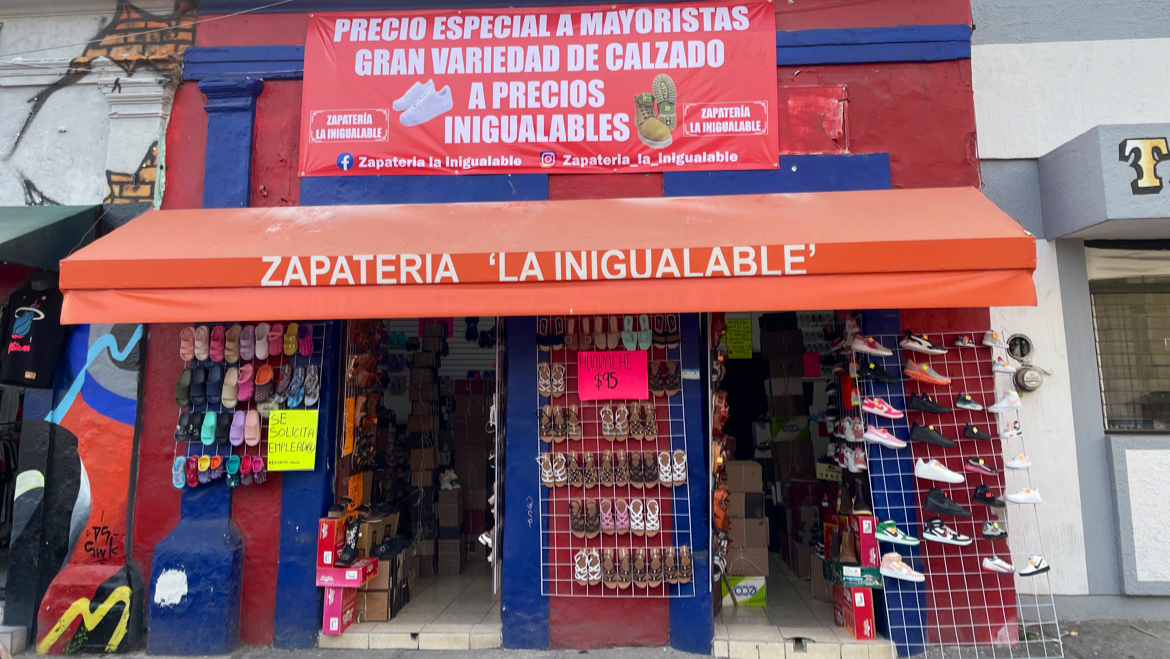 PRECIO ESPECIAL A MAYORISTAS
GRAN VARIEDAD DE CALZADO
A PRECIOS
INIGUALABLES
ZAPATERÍA
LA INIGUALABLE
ZAPATERÍA
LA INIGUALABLE
Zapateria la Inigualable
Zapateria_la_inigualable
ZAPATERIA 'LA INIGUALABLE'
HUARACHE
$95
SE
SOLICITA
EMPLEADO
T